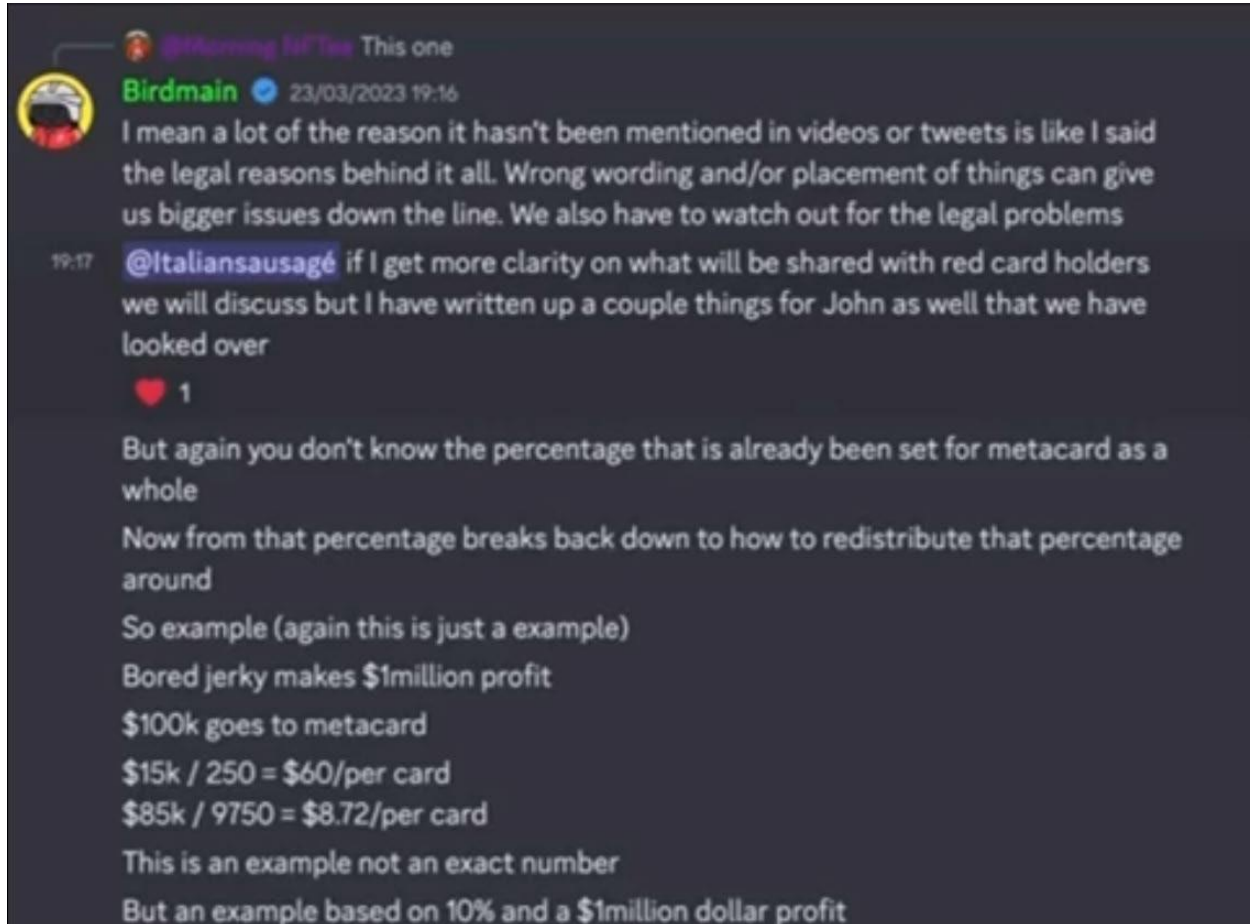 @Morning NFTee This one
Birdmain 23/03/2023 19:16
I mean a lot of the reason it hasn't been mentioned in videos or tweets is like I said
the legal reasons behind it all. Wrong wording and/or placement of things can give
us bigger issues down the line. We also have to watch out for the legal problems
19:17 @Italiansausagé if I get more clarity on what will be shared with red card holders
we will discuss but I have written up a couple things for John as well that we have
looked over
1
But again you don't know the percentage that is already been set for metacard as a
whole
Now from that percentage breaks back down to how to redistribute that percentage
around
So example (again this is just a example)
Bored jerky makes $1million profit
$100k goes to metacard
$15k / 250 = $60/per card
$85k / 9750 = $8.72/per card
This is an example not an exact number
But an example based on 10% and a $1million dollar profit